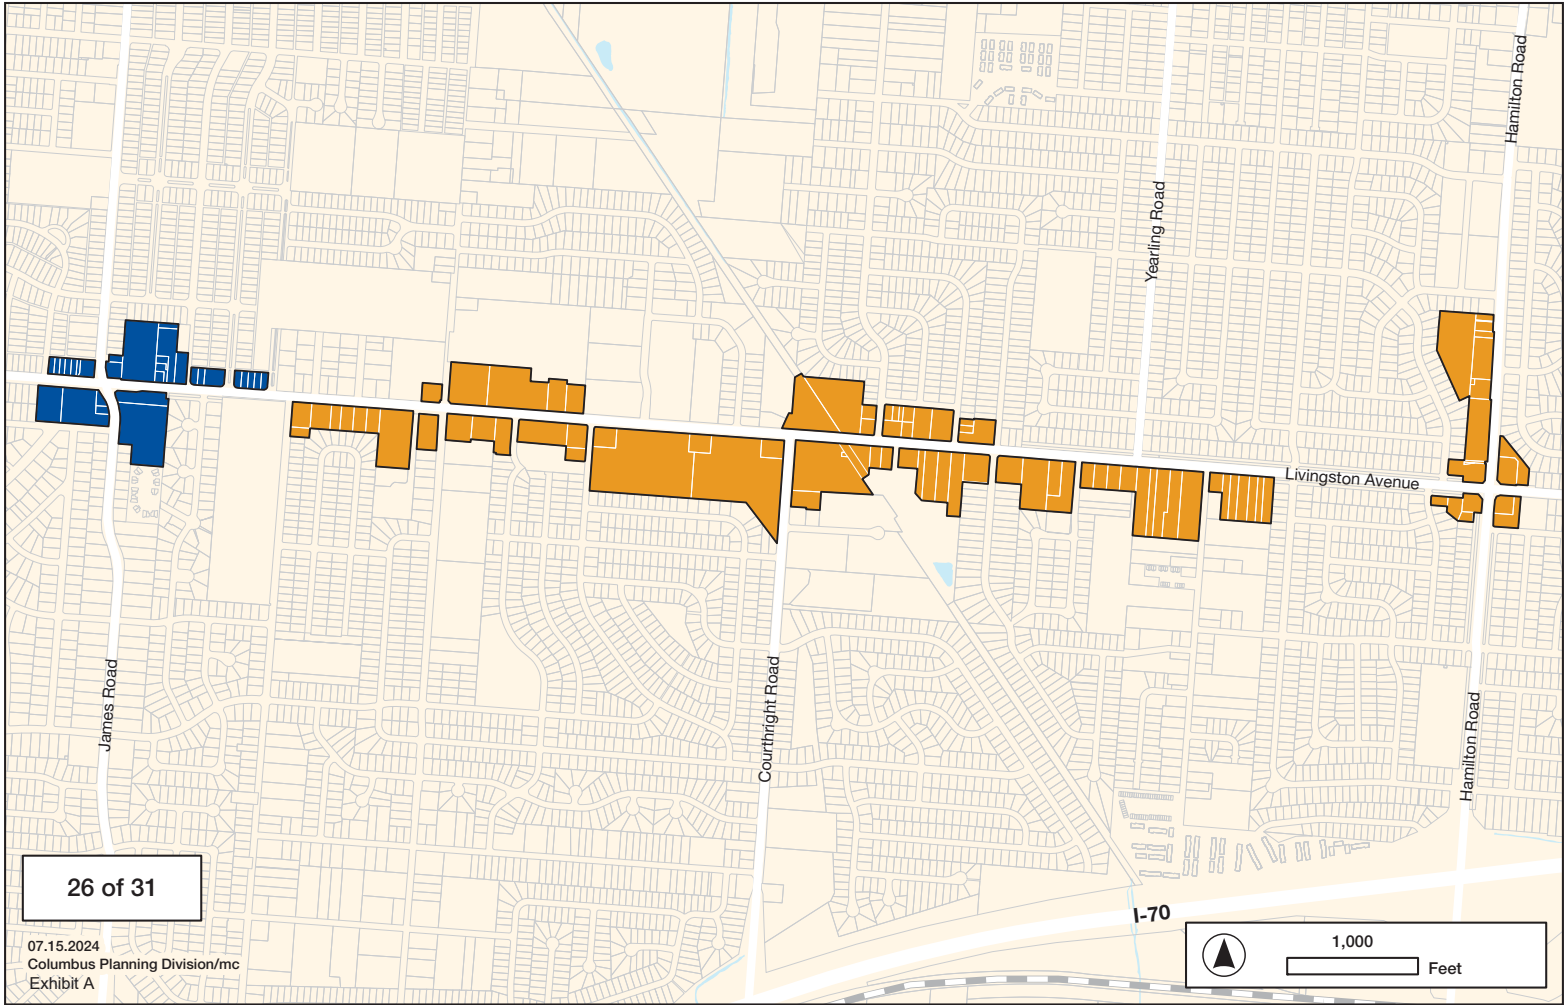 Hamilton Road
Yearling Road
Livingston Avenue
James Road
Courthright Road
Hamilton Road
26 of 31
I-70
07.15.2024
Columbus Planning Division/mc
Exhibit A
1,000
Feet